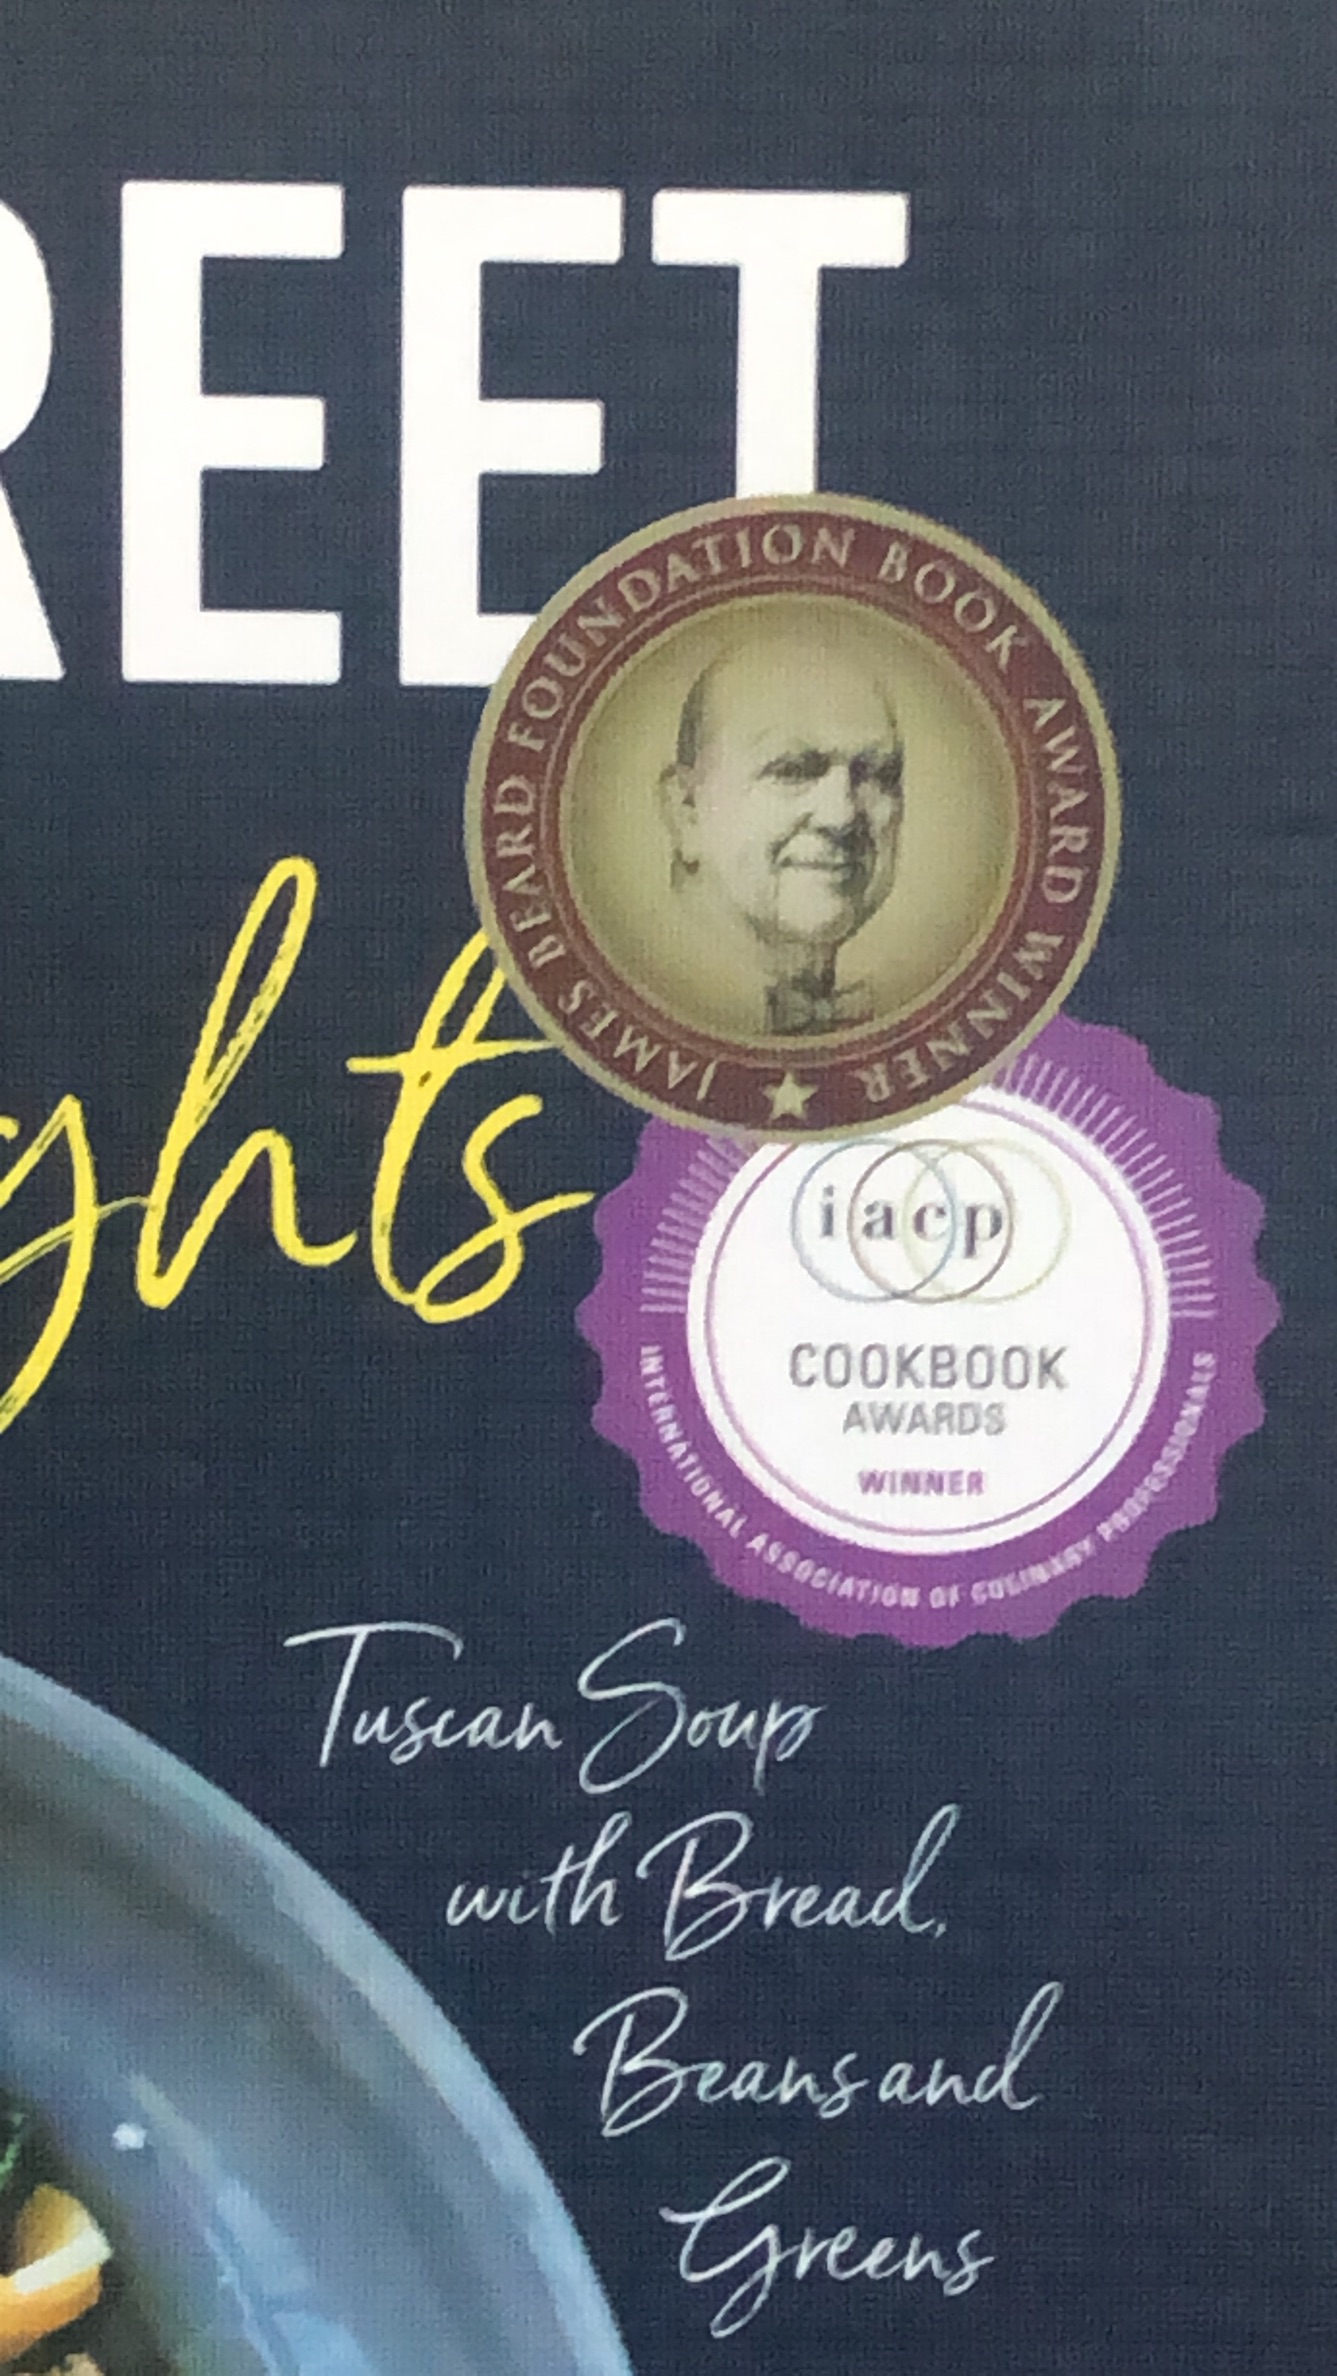 REET
ghts
JAMES BEARD FOUNDATION BOOK AWARD WINNER
iacp
COOKBOOK
AWARDS
WINNER
INTERNATIONAL ASSOCIATION OF CULINARY PROFESSIONALS
Tuscan Soup
with Bread,
Beans and
Greens